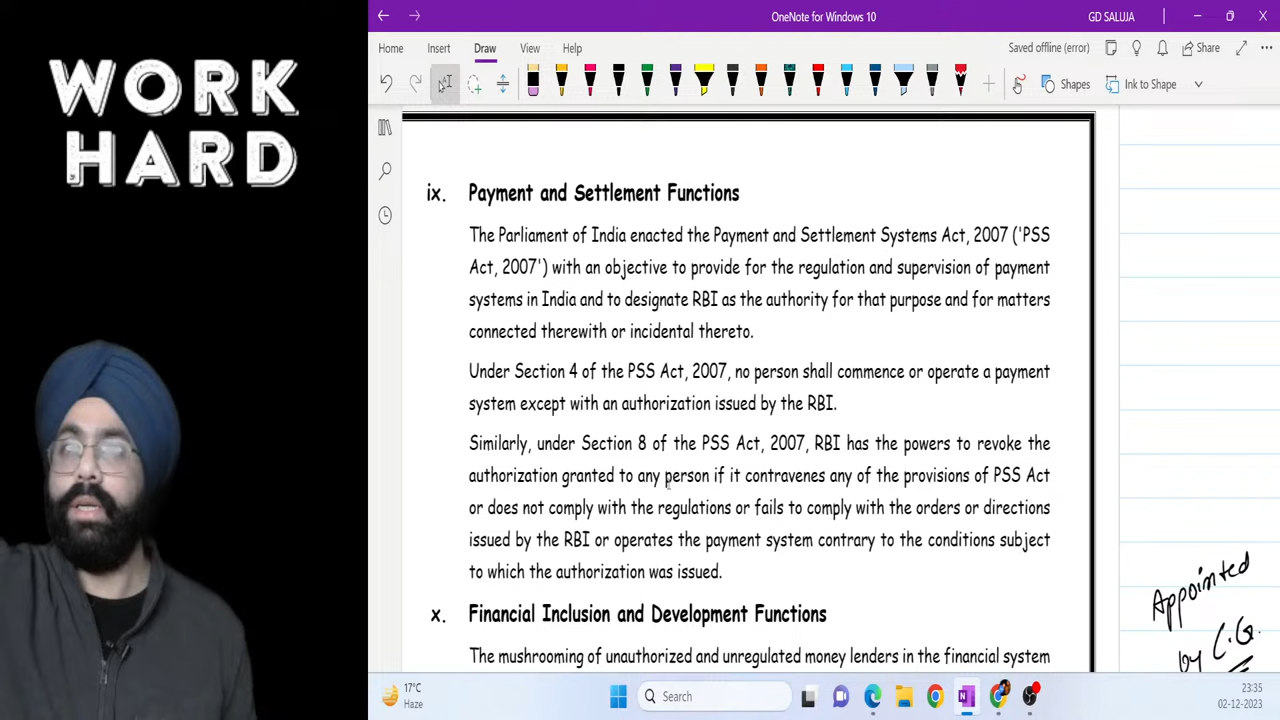 WORK
HARD
OneNote for Windows 10
GD SALUJA
Home
Insert
Draw
View
Help
Saved offline (error)
Share
Shapes
Ink to Shape
ix. Payment and Settlement Functions
The Parliament of India enacted the Payment and Settlement Systems Act, 2007 ('PSS
Act, 2007') with an objective to provide for the regulation and supervision of payment
systems in India and to designate RBI as the authority for that purpose and for matters
connected therewith or incidental thereto.
Under Section 4 of the PSS Act, 2007, no person shall commence or operate a payment
system except with an authorization issued by the RBI.
Similarly, under Section 8 of the PSS Act, 2007, RBI has the powers to revoke the
authorization granted to any person if it contravenes any of the provisions of PSS Act
or does not comply with the regulations or fails to comply with the orders or directions
issued by the RBI or operates the payment system contrary to the conditions subject
to which the authorization was issued.
x. Financial Inclusion and Development Functions
The mushrooming of unauthorized and unregulated money lenders in the financial system
Appointed
by C.G.
17°C
Haze
Search
23:35
02-12-2023